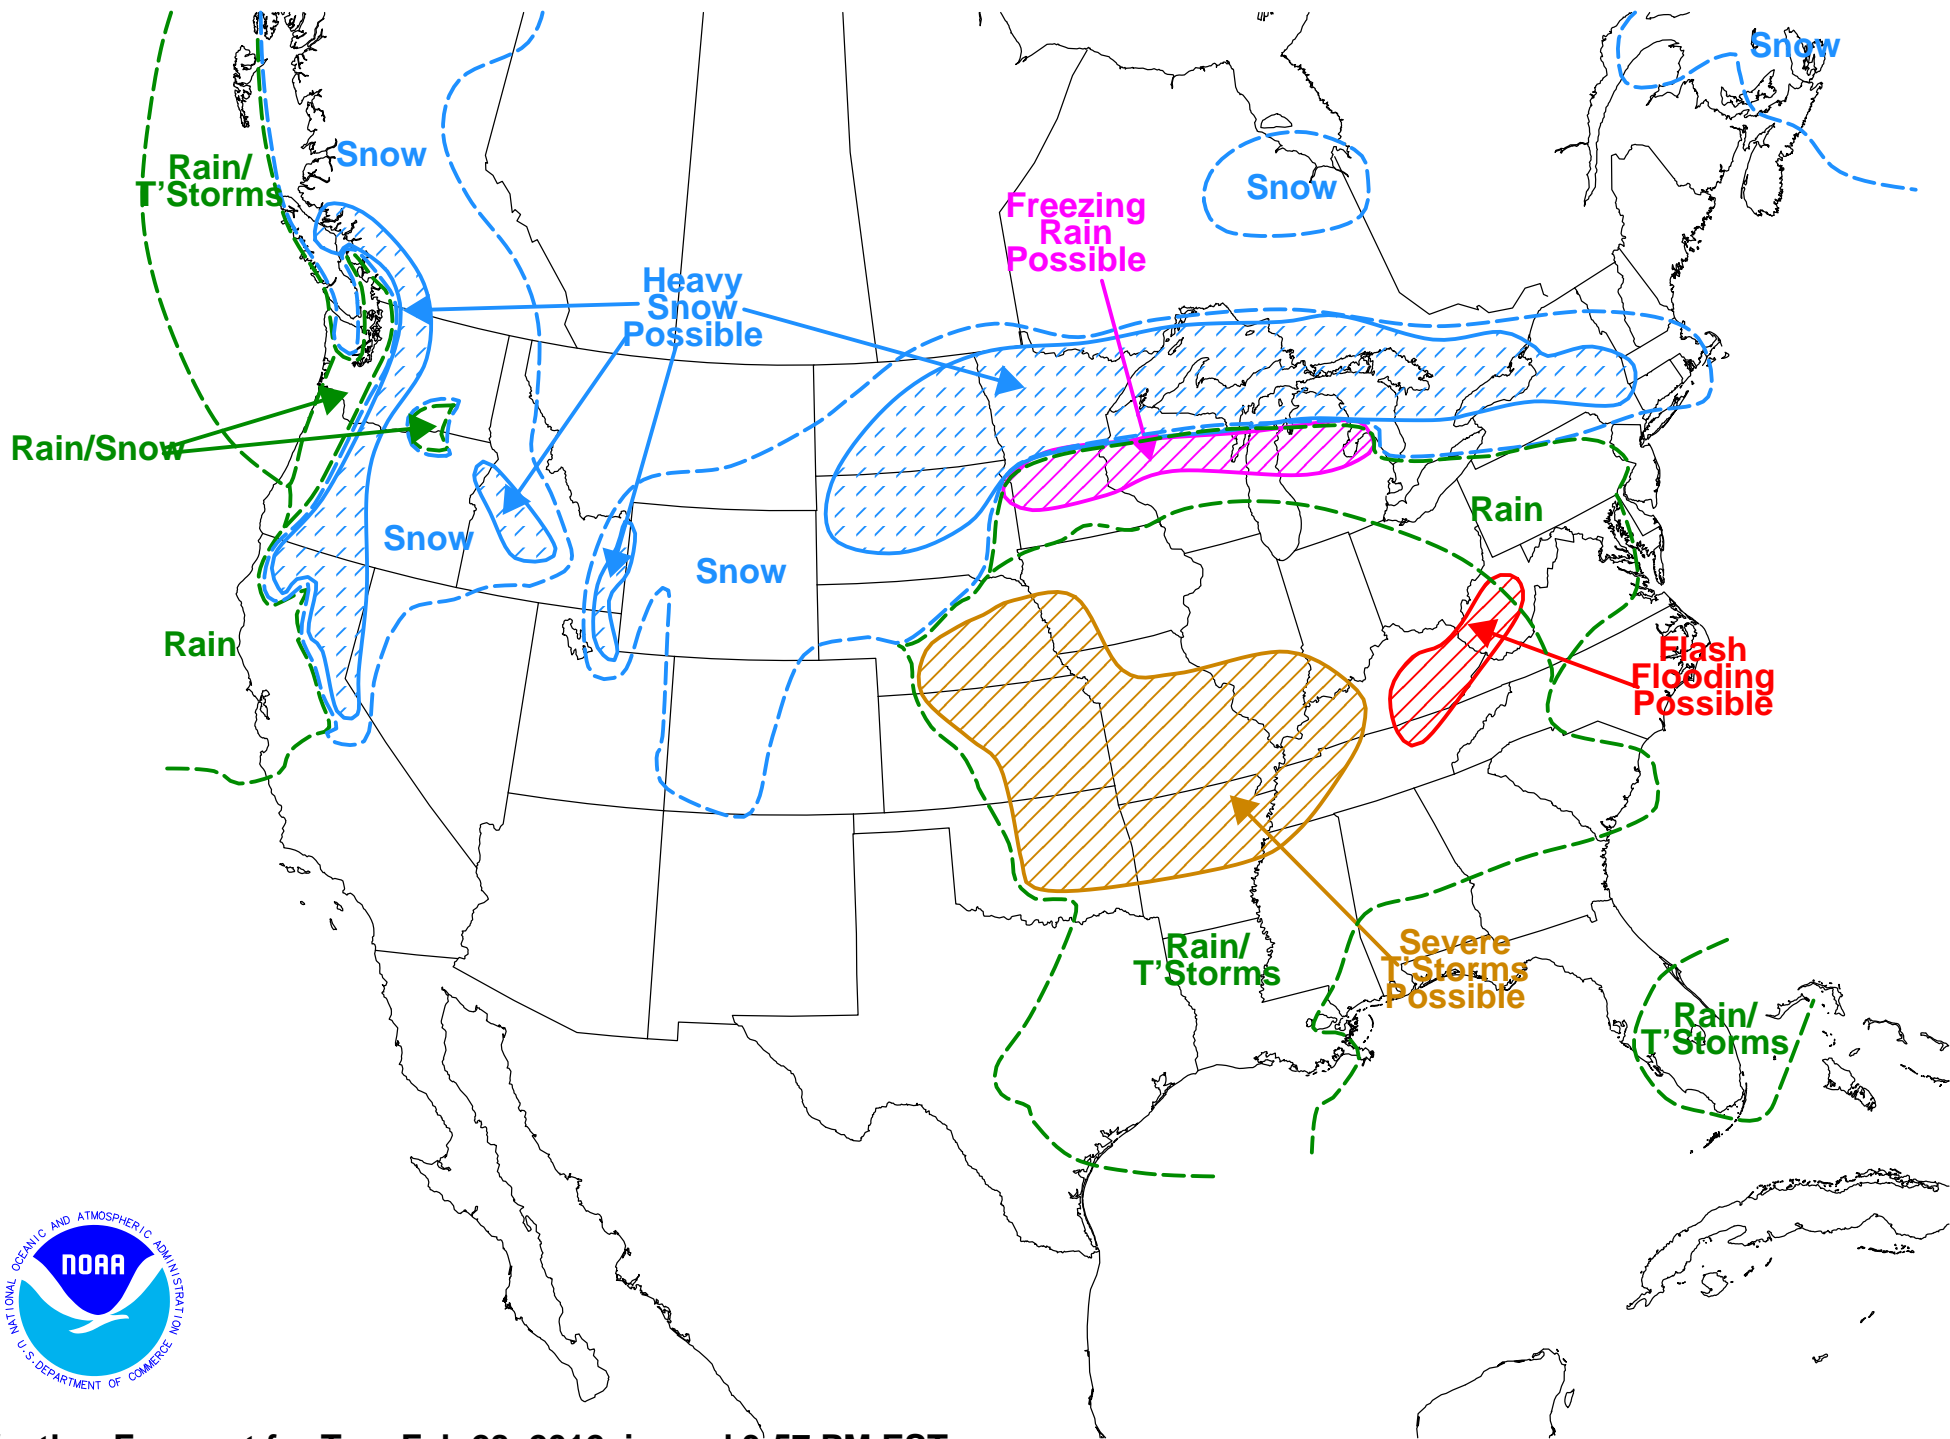 Snow
Snow
Rain/
T'Storms
Snow
Freezing
Rain
Possible
Heavy
Snow
Possible
Rain/Snow
Rain
Snow
Snow
Rain
Flash
Flooding
Possible
Rain/
T'Storms
Severe
T'Storms
Possible
Rain/
T'Storms
NATIONAL OCEANIC AND ATMOSPHERIC ADMINISTRATION
NOAA
U.S. DEPARTMENT OF COMMERCE